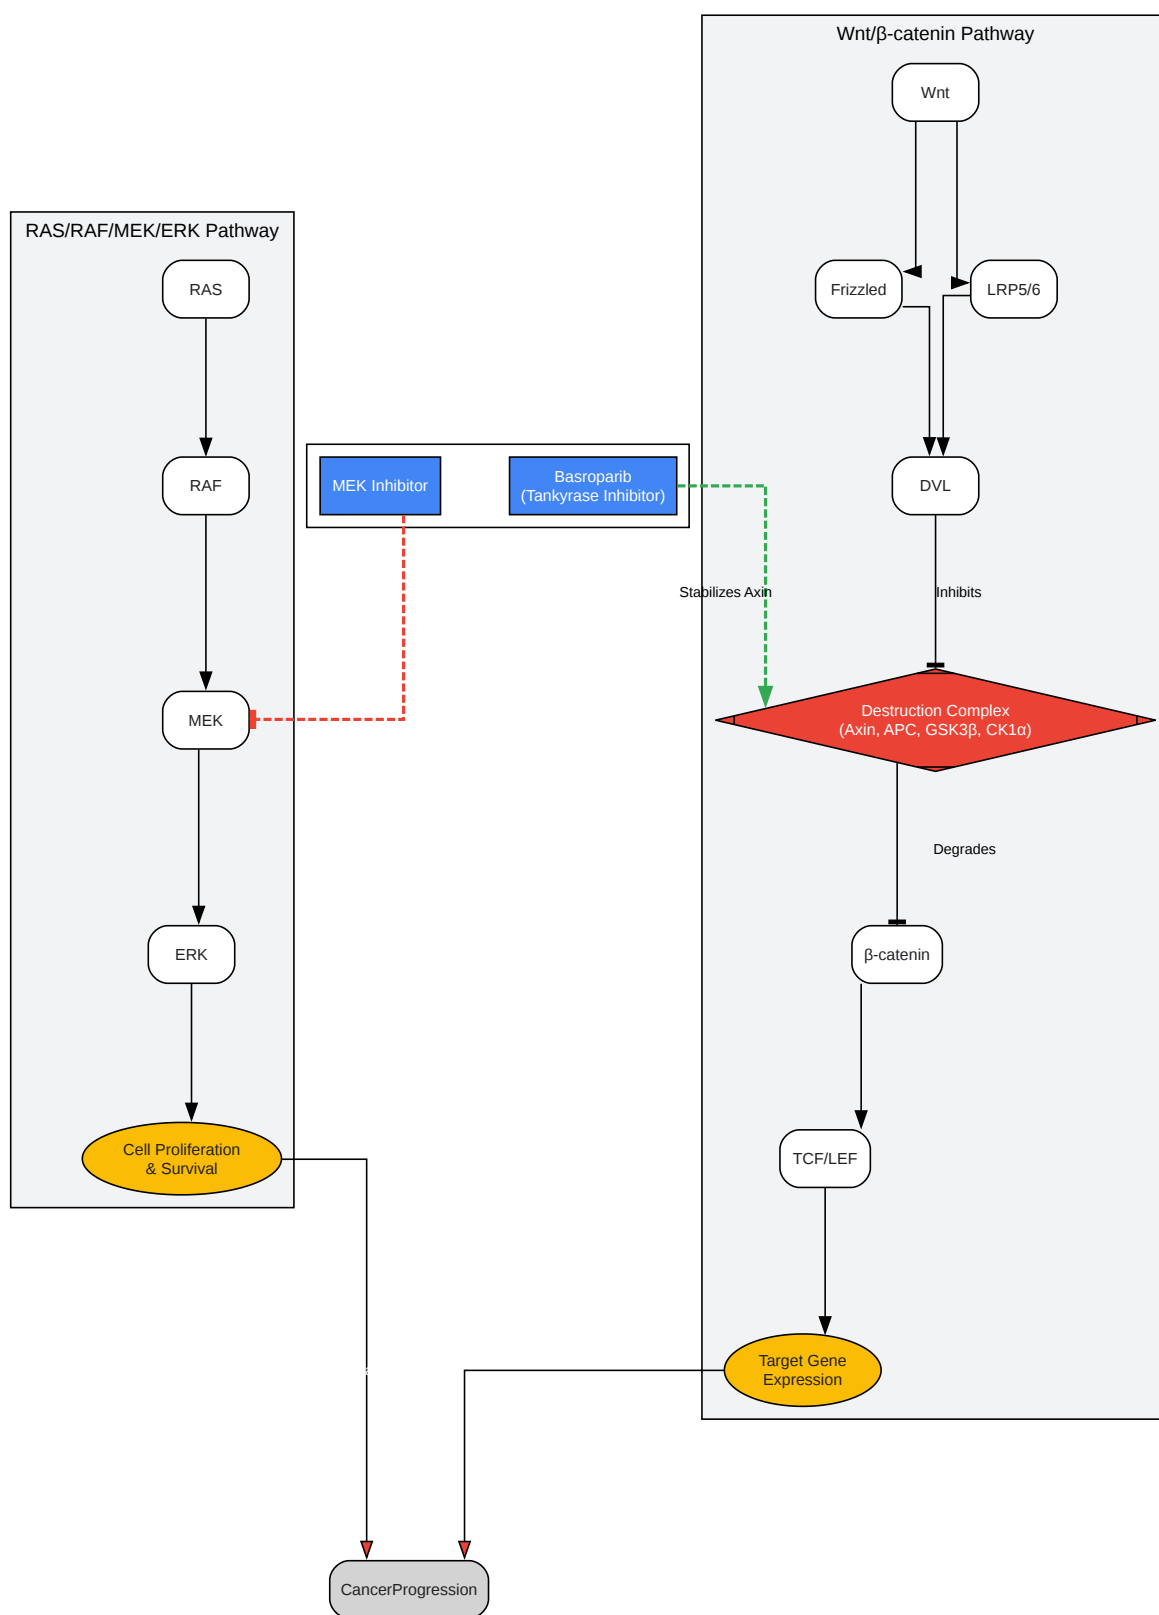 Wnt/β-catenin Pathway
Wnt
RAS/RAF/MEK/ERK Pathway
RAS
Frizzled
LRP5/6
RAF
MEK Inhibitor
Basroparib
(Tankyrase Inhibitor)
DVL
Stabilizes Axin
Inhibits
MEK
Destruction Complex
(Axin, APC, GSK3β, CK1α)
Degrades
ERK
β-catenin
Cell Proliferation
& Survival
TCF/LEF
Target Gene
Expression
CancerProgression